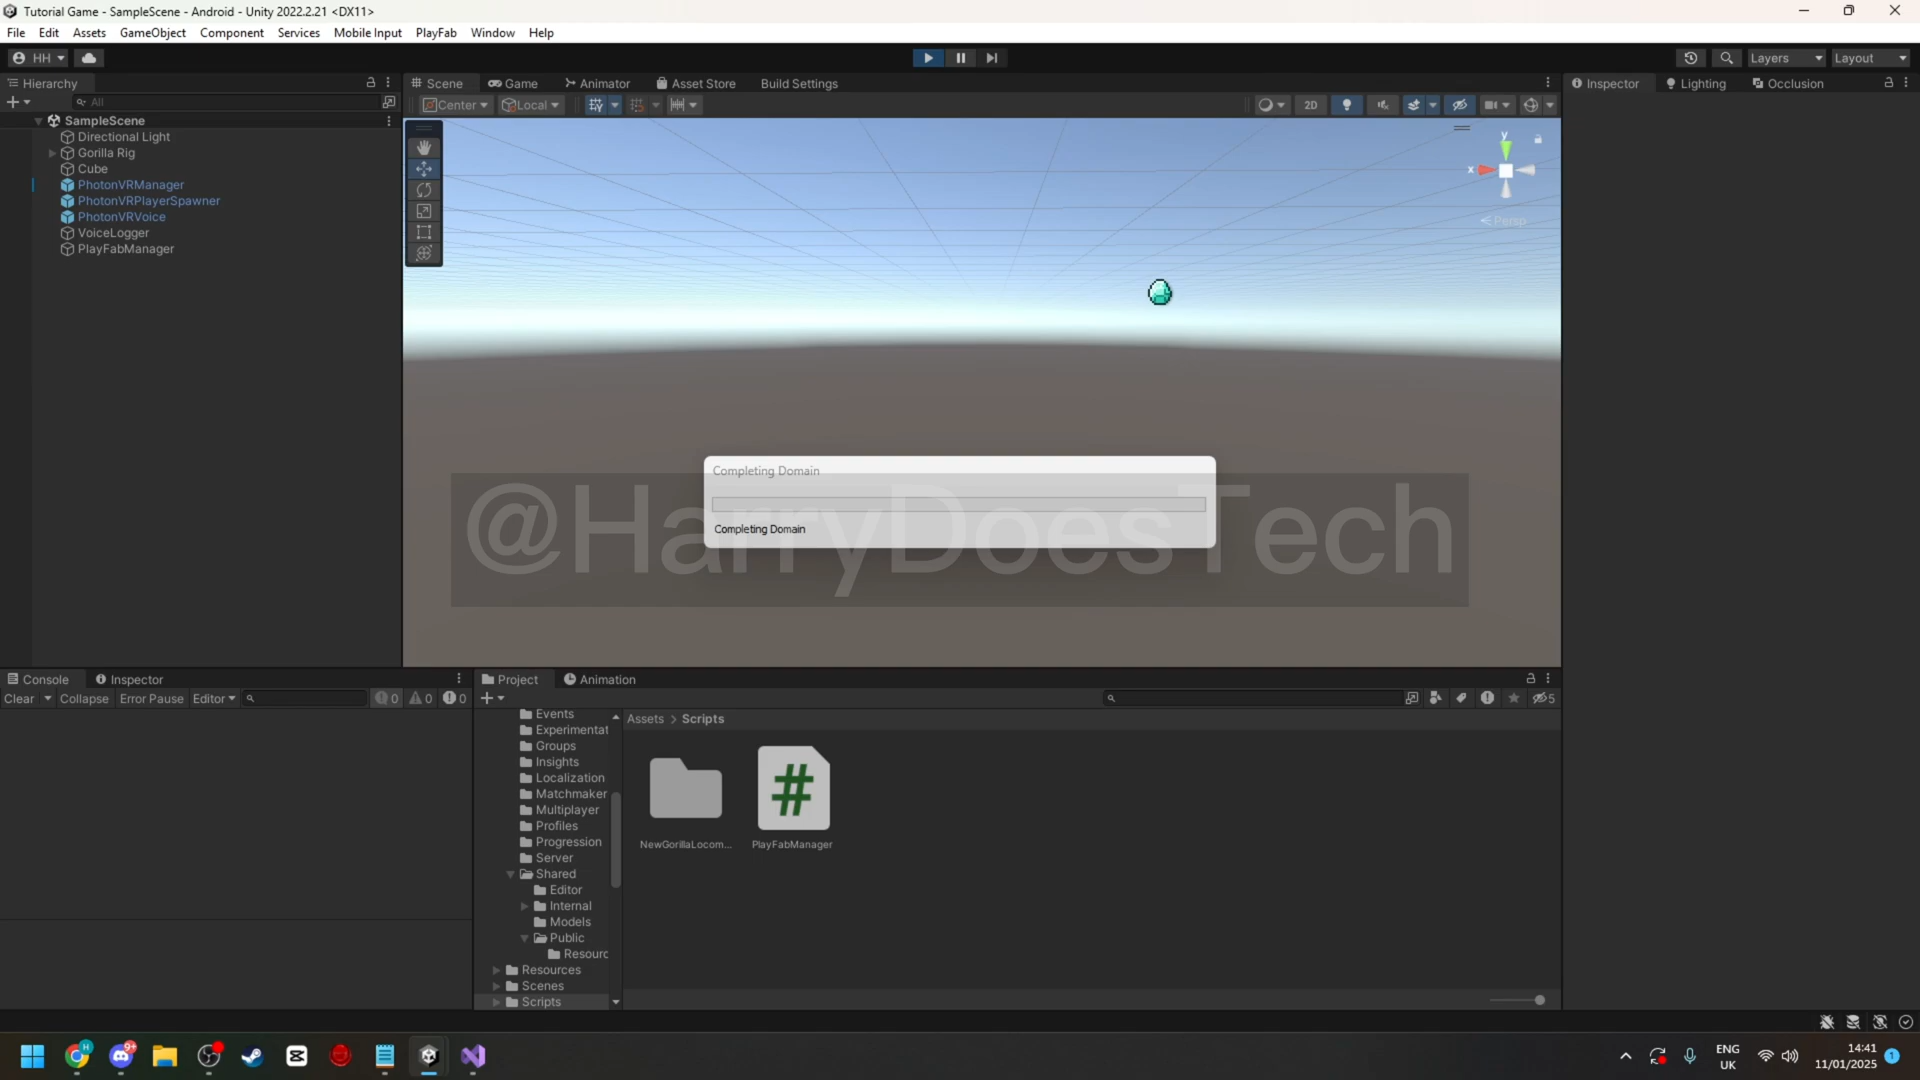 Tutorial Game - SampleScene - Android - Unity 2022.2.21 <DX11>
File Edit Assets GameObject Component Services Mobile Input PlayFab Window Help
HH
Layers Layout
Hierarchy
All
SampleScene
Directional Light
Gorilla Rig
Cube
PhotonVRManager
PhotonVRPlayerSpawner
PhotonVRVoice
VoiceLogger
PlayFabManager
Scene Game Animator Asset Store Build Settings
Center Local 2D
y
x
Persp
Inspector Lighting Occlusion
Completing Domain
Completing Domain
@HarryDoesTech
Console Inspector
Clear Collapse Error Pause Editor 0 0 0
Project Animation
5
Events
Experimentat
Groups
Insights
Localization
Matchmaker
Multiplayer
Profiles
Progression
Server
Shared
Editor
Internal
Models
Public
Resourc
Resources
Scenes
Scripts
Assets > Scripts
NewGorillaLocom...
#
PlayFabManager
H
9+
ENG
UK
14:41
11/01/2025
1